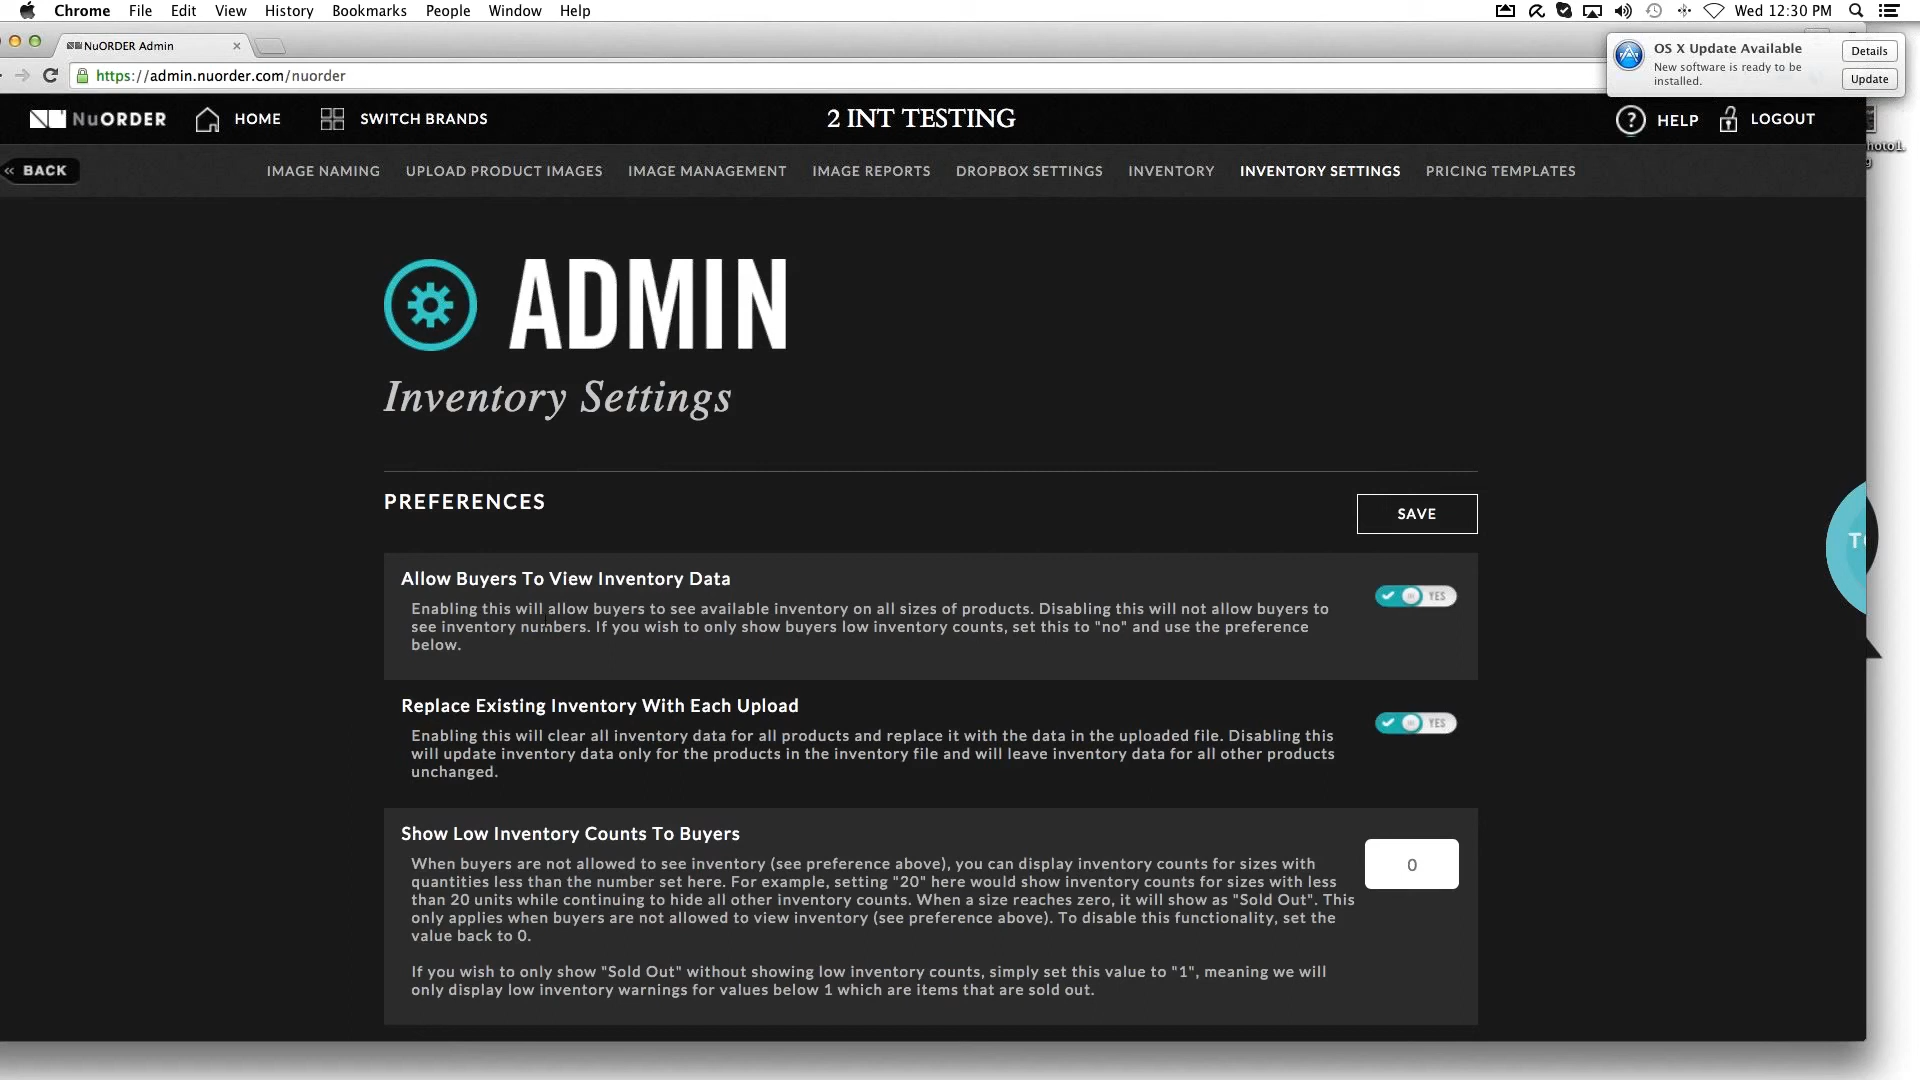 Chrome File Edit View History Bookmarks People Window Help Wed 12:30 PM
NuORDER Admin
OS X Update Available
New software is ready to be
installed.
Details
Update
https://admin.nuorder.com/nuorder
NuORDER HOME SWITCH BRANDS 2 INT TESTING ? HELP LOGOUT
hoto1.
g
« BACK IMAGE NAMING UPLOAD PRODUCT IMAGES IMAGE MANAGEMENT IMAGE REPORTS DROPBOX SETTINGS INVENTORY INVENTORY SETTINGS PRICING TEMPLATES
ADMIN
Inventory Settings
PREFERENCES
SAVE
Allow Buyers To View Inventory Data
YES
Enabling this will allow buyers to see available inventory on all sizes of products. Disabling this will not allow buyers to
see inventory numbers. If you wish to only show buyers low inventory counts, set this to "no" and use the preference
below.
Replace Existing Inventory With Each Upload
YES
Enabling this will clear all inventory data for all products and replace it with the data in the uploaded file. Disabling this
will update inventory data only for the products in the inventory file and will leave inventory data for all other products
unchanged.
Show Low Inventory Counts To Buyers
0
When buyers are not allowed to see inventory (see preference above), you can display inventory counts for sizes with
quantities less than the number set here. For example, setting "20" here would show inventory counts for sizes with less
than 20 units while continuing to hide all other inventory counts. When a size reaches zero, it will show as "Sold Out". This
only applies when buyers are not allowed to view inventory (see preference above). To disable this functionality, set the
value back to 0.
If you wish to only show "Sold Out" without showing low inventory counts, simply set this value to "1", meaning we will
only display low inventory warnings for values below 1 which are items that are sold out.